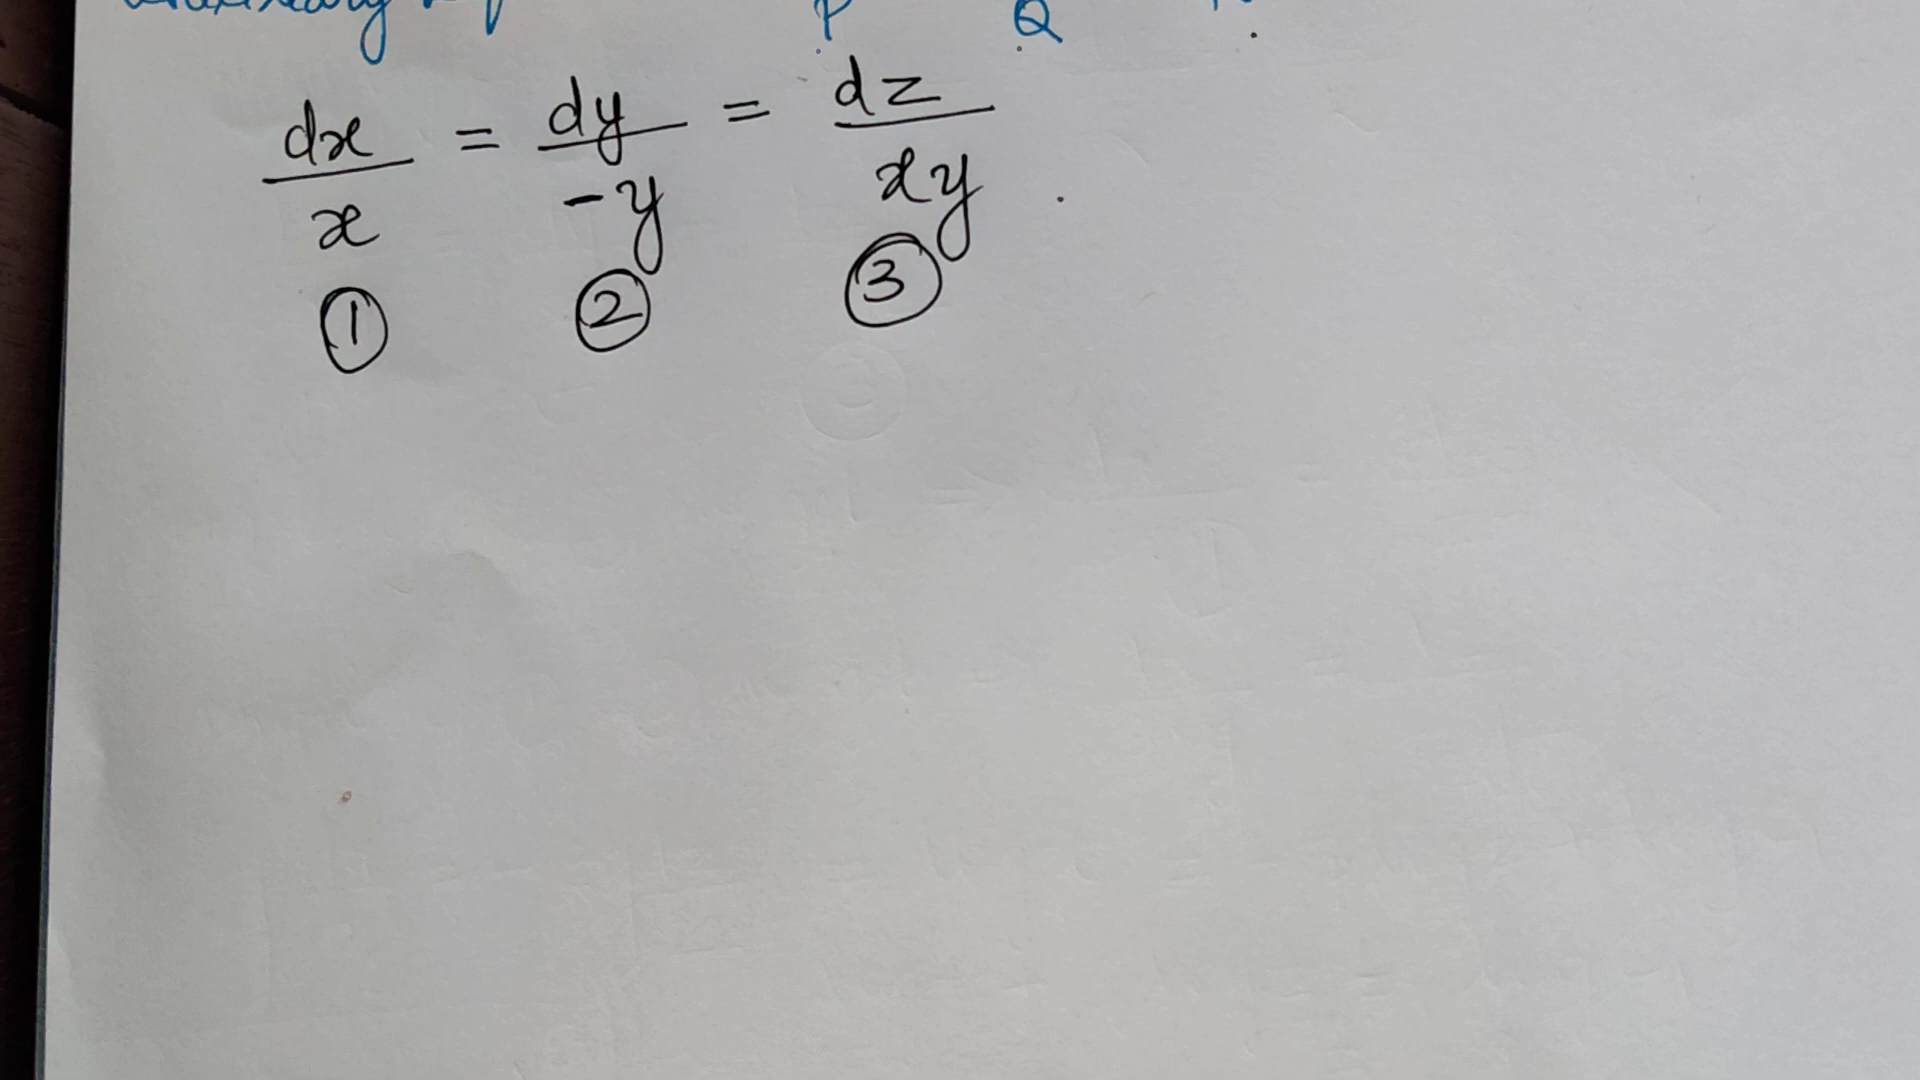 P Q
dx/x = dy/-y = dz/xy .
① ② ③